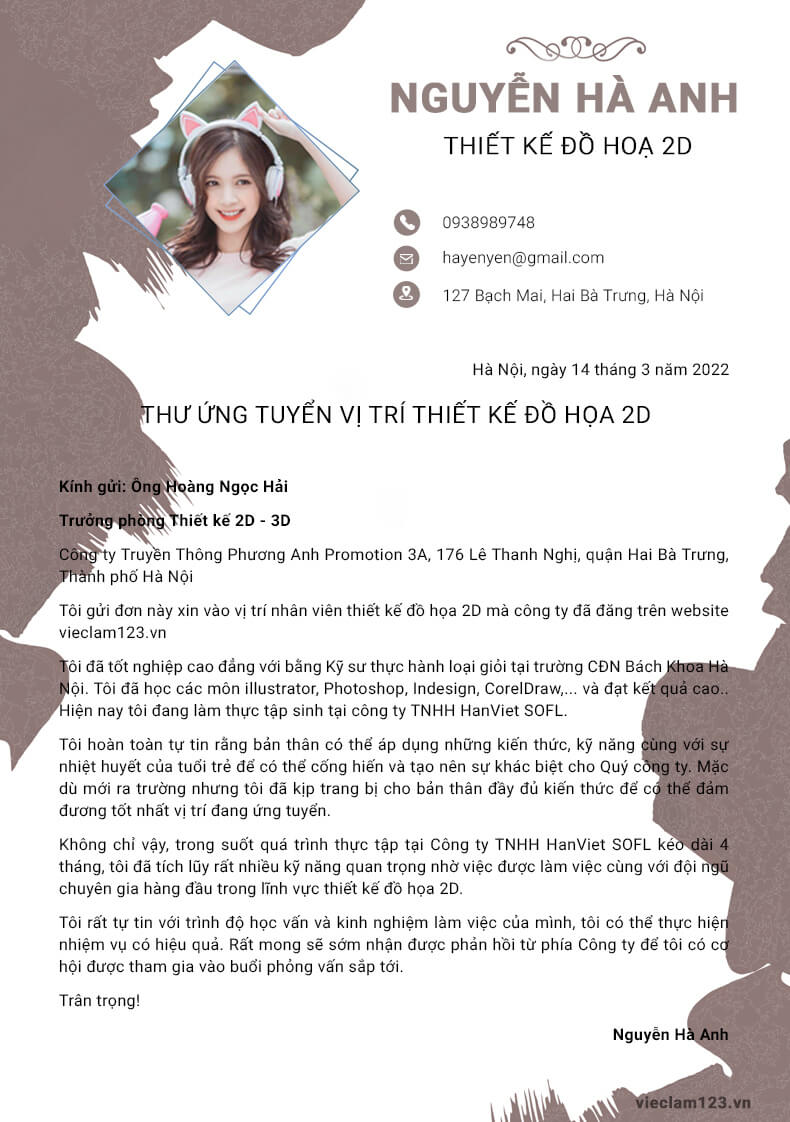 NGUYỄN HÀ ANH
THIẾT KẾ ĐỒ HOẠ 2D
0938989748
hayenyen@gmail.com
127 Bạch Mai, Hai Bà Trưng, Hà Nội
Hà Nội, ngày 14 tháng 3 năm 2022
THƯ ỨNG TUYỂN VỊ TRÍ THIẾT KẾ ĐỒ HỌA 2D
Kính gửi: Ông Hoàng Ngọc Hải
Trưởng phòng Thiết kế 2D - 3D
Công ty Truyền Thông Phương Anh Promotion 3A, 176 Lê Thanh Nghị, quận Hai Bà Trưng,
Thành phố Hà Nội
Tôi gửi đơn này xin vào vị trí nhân viên thiết kế đồ họa 2D mà công ty đã đăng trên website
vieclam123.vn
Tôi đã tốt nghiệp cao đẳng với bằng Kỹ sư thực hành loại giỏi tại trường CĐN Bách Khoa Hà
Nội. Tôi đã học các môn illustrator, Photoshop, Indesign, CorelDraw,... và đạt kết quả cao..
Hiện nay tôi đang làm thực tập sinh tại công ty TNHH HanViet SOFL.
Tôi hoàn toàn tự tin rằng bản thân có thể áp dụng những kiến thức, kỹ năng cùng với sự
nhiệt huyết của tuổi trẻ để có thể cống hiến và tạo nên sự khác biệt cho Quý công ty. Mặc
dù mới ra trường nhưng tôi đã kịp trang bị cho bản thân đầy đủ kiến thức để có thể đảm
đương tốt nhất vị trí đang ứng tuyển.
Không chỉ vậy, trong suốt quá trình thực tập tại Công ty TNHH HanViet SOFL kéo dài 4
tháng, tôi đã tích lũy rất nhiều kỹ năng quan trọng nhờ việc được làm việc cùng với đội ngũ
chuyên gia hàng đầu trong lĩnh vực thiết kế đồ họa 2D.
Tôi rất tự tin với trình độ học vấn và kinh nghiệm làm việc của mình, tôi có thể thực hiện
nhiệm vụ có hiệu quả. Rất mong sẽ sớm nhận được phản hồi từ phía Công ty để tôi có cơ
hội được tham gia vào buổi phỏng vấn sắp tới.
Trân trọng!
Nguyễn Hà Anh
vieclam123.vn